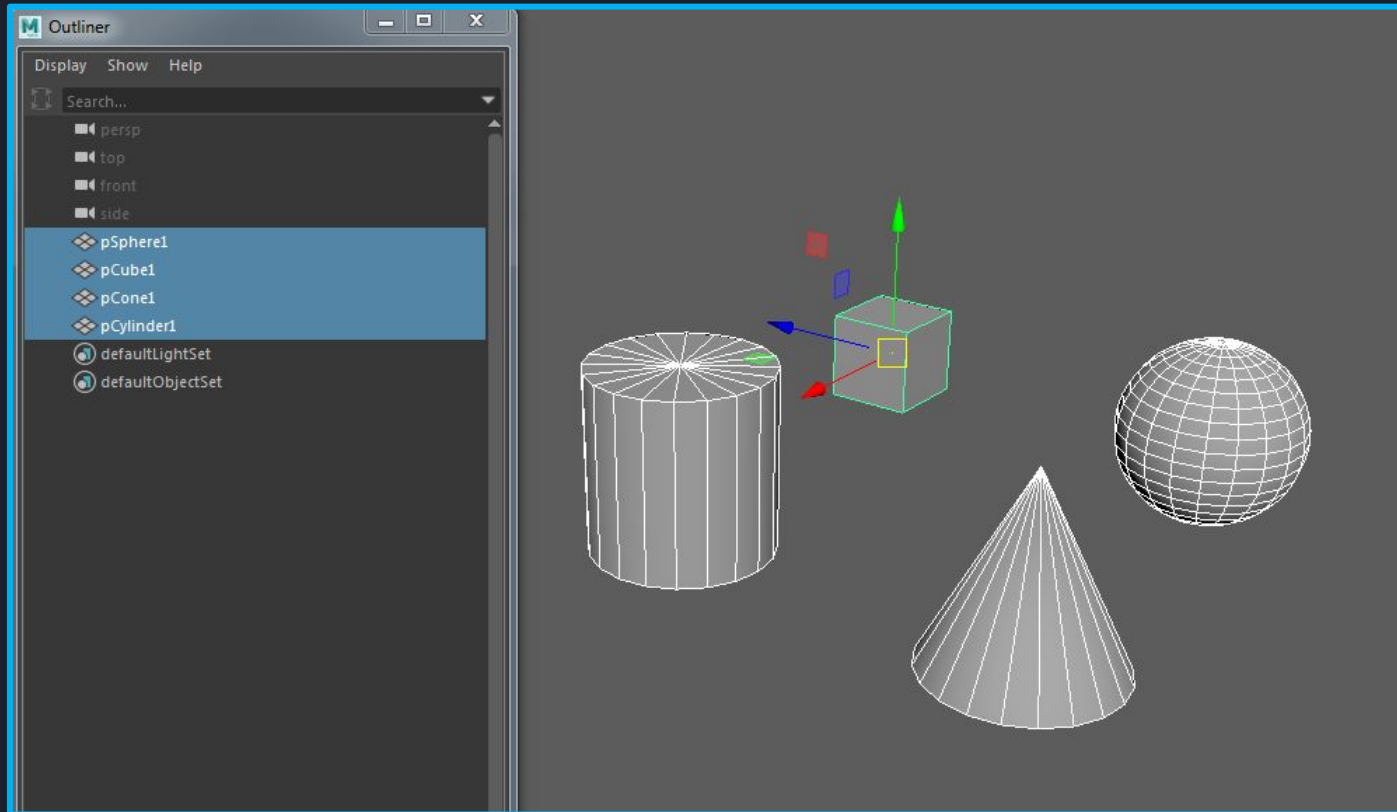 M Outliner
Display Show Help
Search...
persp
top
front
side
pSphere1
pCube1
pCone1
pCylinder1
defaultLightSet
defaultObjectSet